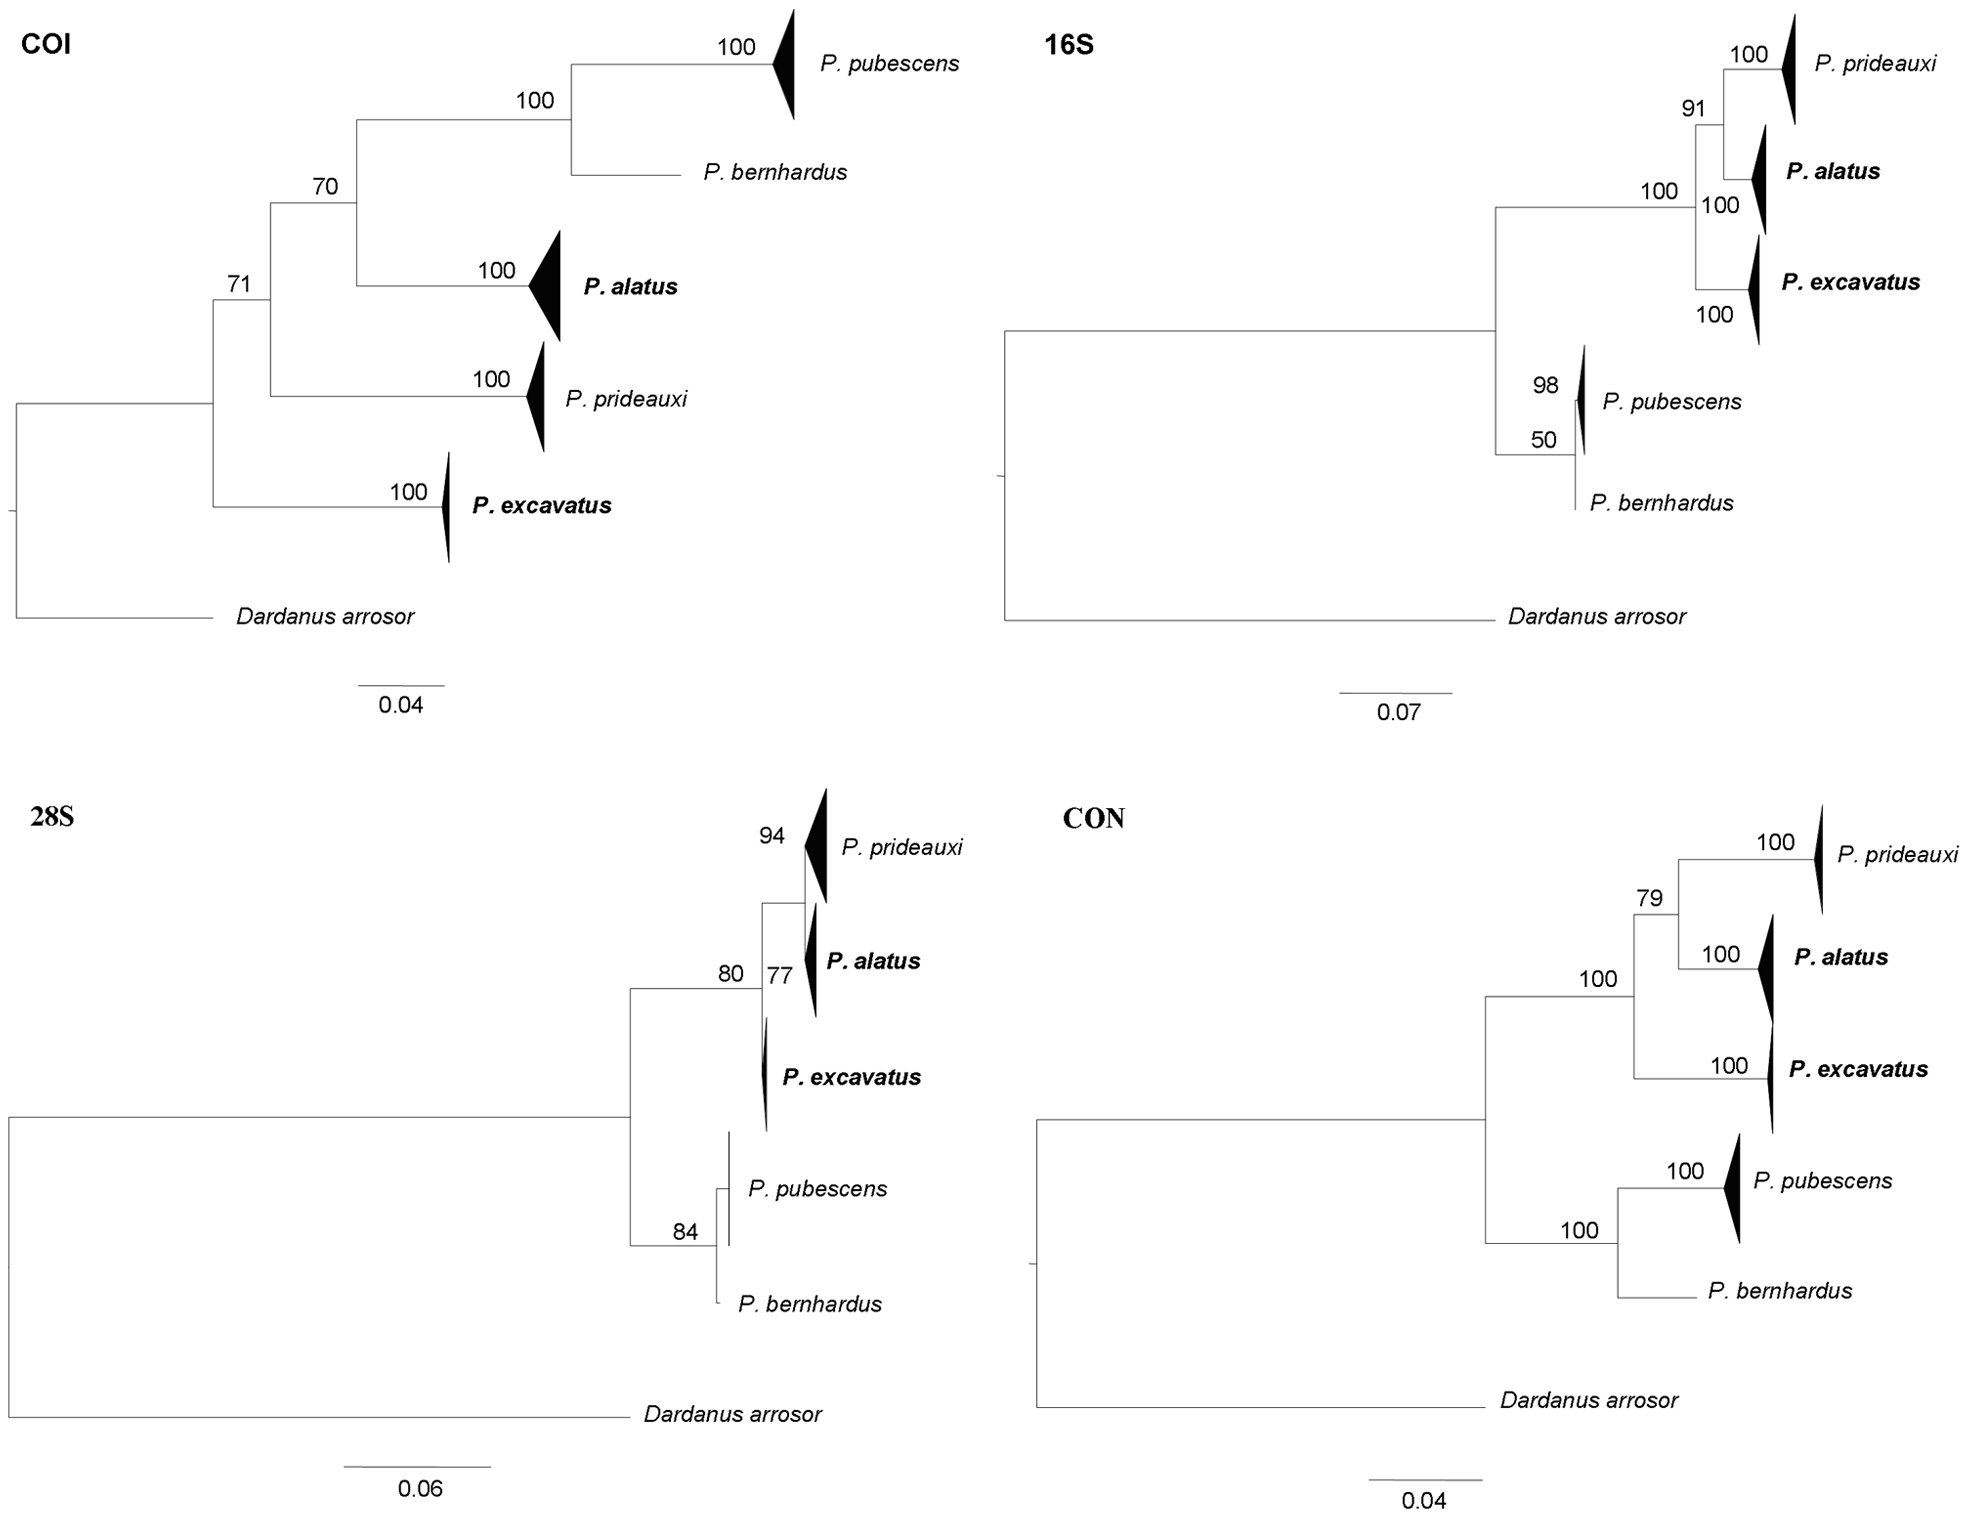 COI
100
P. pubescens
100
P. bernhardus
70
100
P. alatus
71
100
P. prideauxi
100
P. excavatus
Dardanus arrosor
0.04
16S
100
P. prideauxi
91
P. alatus
100
100
P. excavatus
100
98
P. pubescens
50
P. bernhardus
Dardanus arrosor
0.07
28S
94
P. prideauxi
P. alatus
80
77
P. excavatus
P. pubescens
84
P. bernhardus
Dardanus arrosor
0.06
CON
100
P. prideauxi
79
100
P. alatus
100
100
P. excavatus
100
P. pubescens
100
P. bernhardus
Dardanus arrosor
0.04